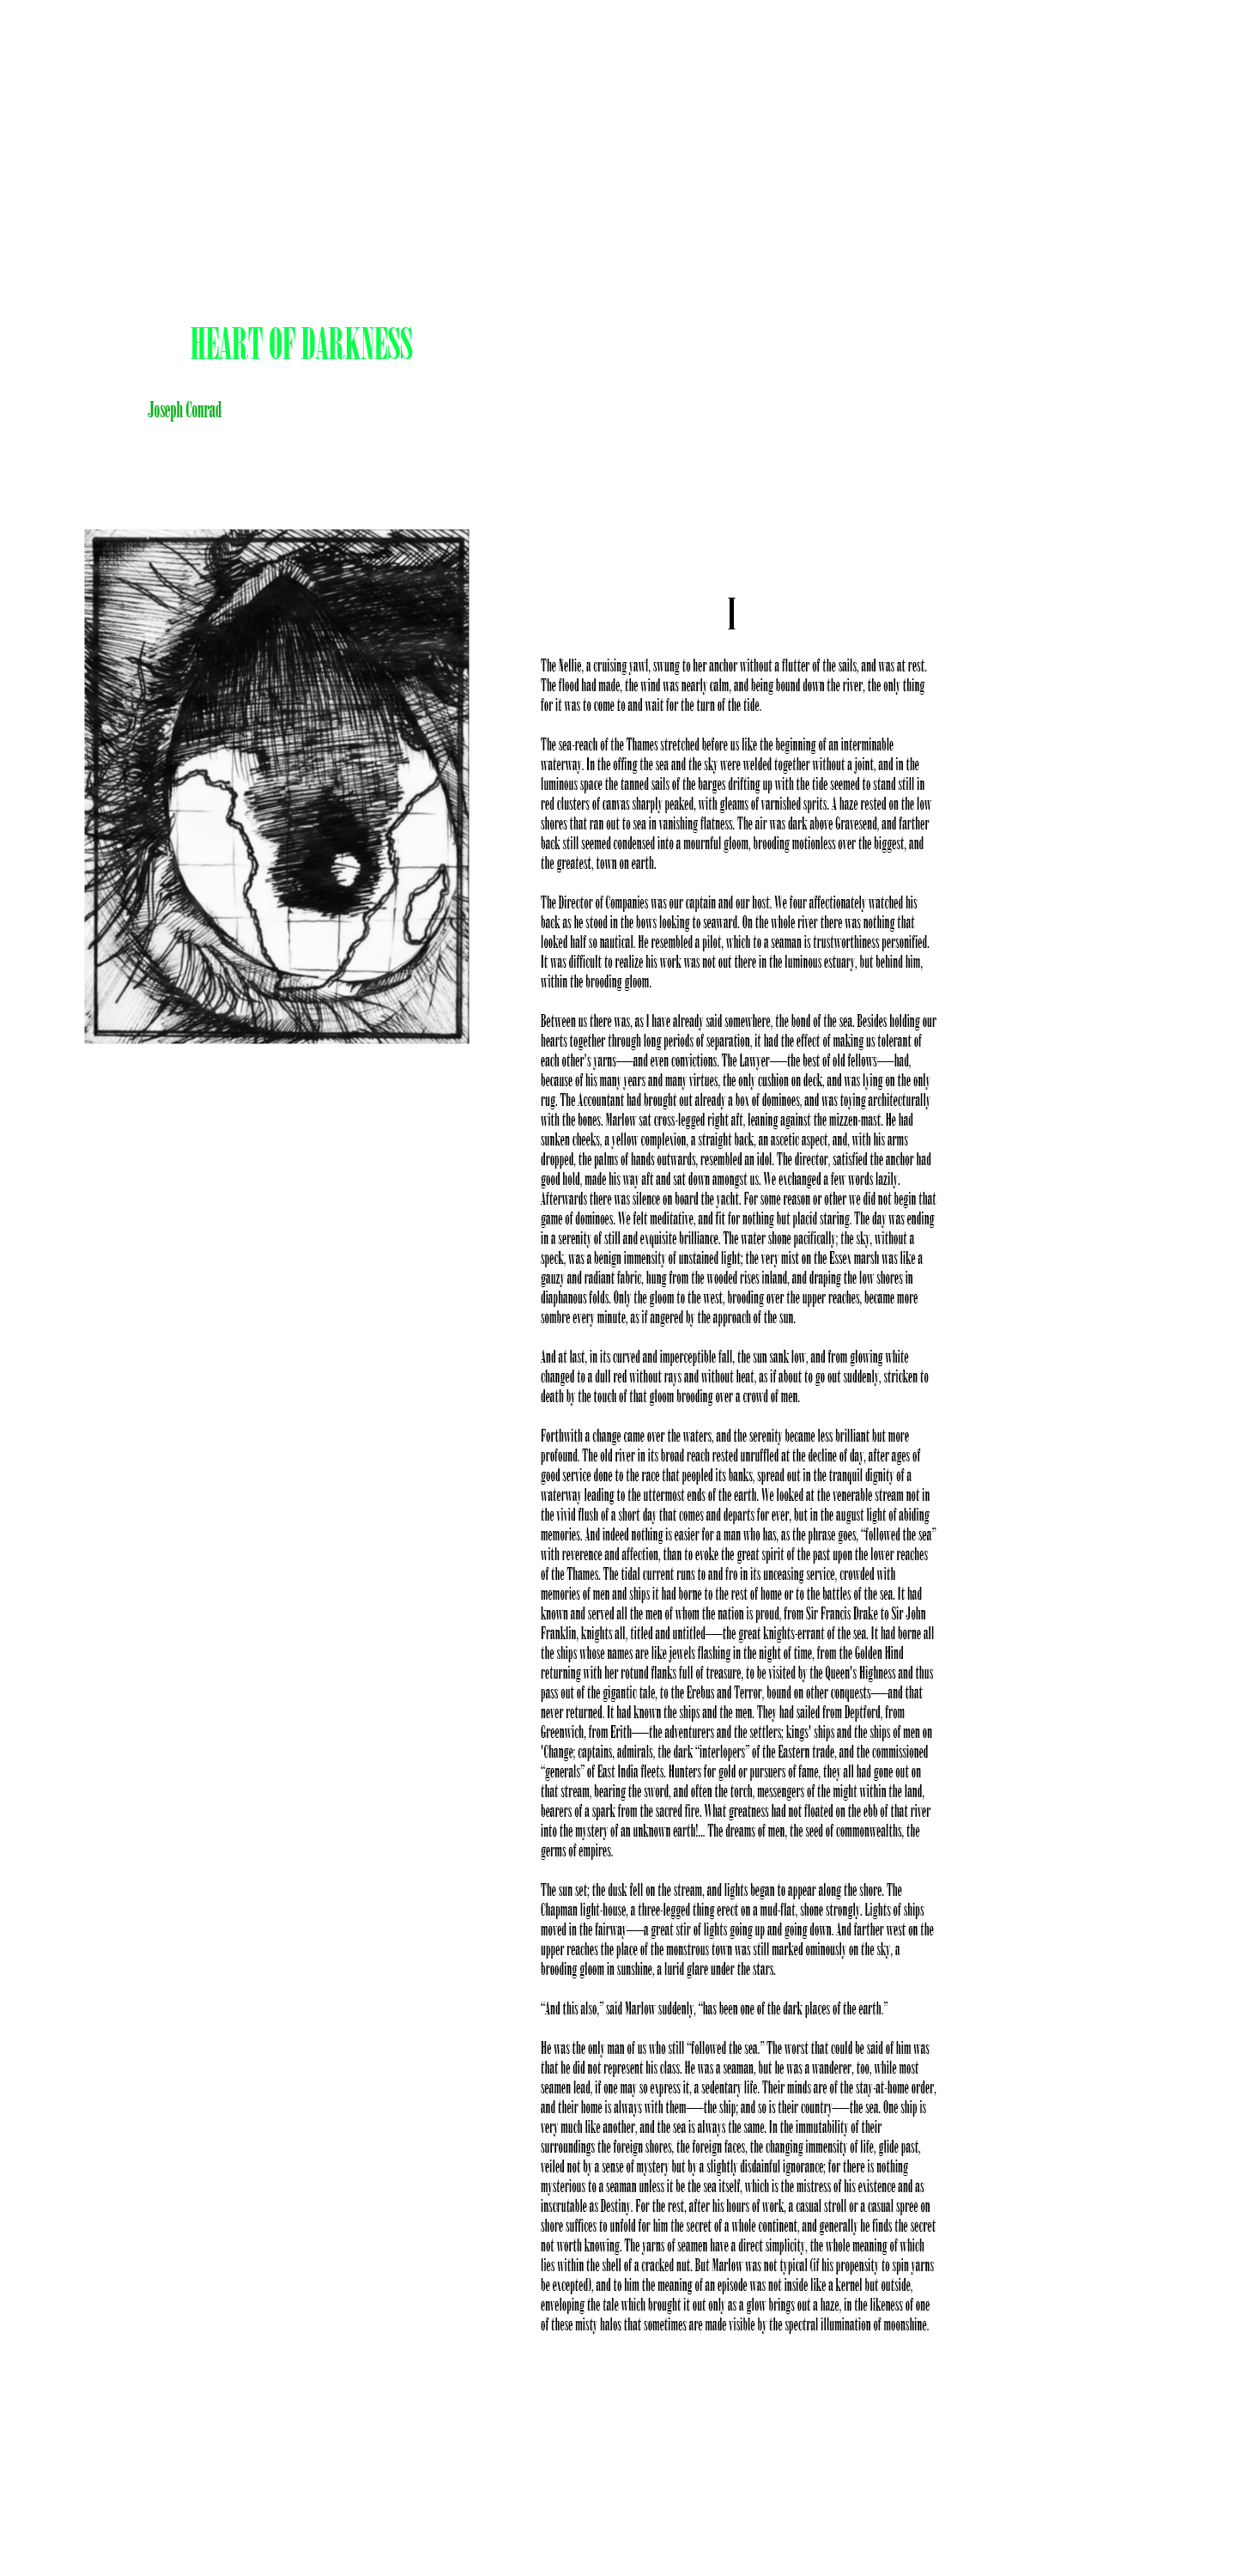 HEART OF DARKNESS
Joseph Conrad
I
The Nellie, a cruising yawl, swung to her anchor without a flutter of the sails, and was at rest.
The flood had made, the wind was nearly calm, and being bound down the river, the only thing
for it was to come to and wait for the turn of the tide.
The sea-reach of the Thames stretched before us like the beginning of an interminable
waterway. In the offing the sea and the sky were welded together without a joint, and in the
luminous space the tanned sails of the barges drifting up with the tide seemed to stand still in
red clusters of canvas sharply peaked, with gleams of varnished sprits. A haze rested on the low
shores that ran out to sea in vanishing flatness. The air was dark above Gravesend, and farther
back still seemed condensed into a mournful gloom, brooding motionless over the biggest, and
the greatest, town on earth.
The Director of Companies was our captain and our host. We four affectionately watched his
back as he stood in the bows looking to seaward. On the whole river there was nothing that
looked half so nautical. He resembled a pilot, which to a seaman is trustworthiness personified.
It was difficult to realize his work was not out there in the luminous estuary, but behind him,
within the brooding gloom.
Between us there was, as I have already said somewhere, the bond of the sea. Besides holding our
hearts together through long periods of separation, it had the effect of making us tolerant of
each other's yarns—and even convictions. The Lawyer—the best of old fellows—had,
because of his many years and many virtues, the only cushion on deck, and was lying on the only
rug. The Accountant had brought out already a box of dominoes, and was toying architecturally
with the bones. Marlow sat cross-legged right aft, leaning against the mizzen-mast. He had
sunken cheeks, a yellow complexion, a straight back, an ascetic aspect, and, with his arms
dropped, the palms of hands outwards, resembled an idol. The director, satisfied the anchor had
good hold, made his way aft and sat down amongst us. We exchanged a few words lazily.
Afterwards there was silence on board the yacht. For some reason or other we did not begin that
game of dominoes. We felt meditative, and fit for nothing but placid staring. The day was ending
in a serenity of still and exquisite brilliance. The water shone pacifically; the sky, without a
speck, was a benign immensity of unstained light; the very mist on the Essex marsh was like a
gauzy and radiant fabric, hung from the wooded rises inland, and draping the low shores in
diaphanous folds. Only the gloom to the west, brooding over the upper reaches, became more
sombre every minute, as if angered by the approach of the sun.
And at last, in its curved and imperceptible fall, the sun sank low, and from glowing white
changed to a dull red without rays and without heat, as if about to go out suddenly, stricken to
death by the touch of that gloom brooding over a crowd of men.
Forthwith a change came over the waters, and the serenity became less brilliant but more
profound. The old river in its broad reach rested unruffled at the decline of day, after ages of
good service done to the race that peopled its banks, spread out in the tranquil dignity of a
waterway leading to the uttermost ends of the earth. We looked at the venerable stream not in
the vivid flush of a short day that comes and departs for ever, but in the august light of abiding
memories. And indeed nothing is easier for a man who has, as the phrase goes, “followed the sea”
with reverence and affection, than to evoke the great spirit of the past upon the lower reaches
of the Thames. The tidal current runs to and fro in its unceasing service, crowded with
memories of men and ships it had borne to the rest of home or to the battles of the sea. It had
known and served all the men of whom the nation is proud, from Sir Francis Drake to Sir John
Franklin, knights all, titled and untitled—the great knights-errant of the sea. It had borne all
the ships whose names are like jewels flashing in the night of time, from the Golden Hind
returning with her rotund flanks full of treasure, to be visited by the Queen's Highness and thus
pass out of the gigantic tale, to the Erebus and Terror, bound on other conquests—and that
never returned. It had known the ships and the men. They had sailed from Deptford, from
Greenwich, from Erith—the adventurers and the settlers; kings' ships and the ships of men on
'Change; captains, admirals, the dark “interlopers” of the Eastern trade, and the commissioned
“generals” of East India fleets. Hunters for gold or pursuers of fame, they all had gone out on
that stream, bearing the sword, and often the torch, messengers of the might within the land,
bearers of a spark from the sacred fire. What greatness had not floated on the ebb of that river
into the mystery of an unknown earth!... The dreams of men, the seed of commonwealths, the
germs of empires.
The sun set; the dusk fell on the stream, and lights began to appear along the shore. The
Chapman light-house, a three-legged thing erect on a mud-flat, shone strongly. Lights of ships
moved in the fairway—a great stir of lights going up and going down. And farther west on the
upper reaches the place of the monstrous town was still marked ominously on the sky, a
brooding gloom in sunshine, a lurid glare under the stars.
“And this also,” said Marlow suddenly, “has been one of the dark places of the earth.”
He was the only man of us who still “followed the sea.” The worst that could be said of him was
that he did not represent his class. He was a seaman, but he was a wanderer, too, while most
seamen lead, if one may so express it, a sedentary life. Their minds are of the stay-at-home order,
and their home is always with them—the ship; and so is their country—the sea. One ship is
very much like another, and the sea is always the same. In the immutability of their
surroundings the foreign shores, the foreign faces, the changing immensity of life, glide past,
veiled not by a sense of mystery but by a slightly disdainful ignorance; for there is nothing
mysterious to a seaman unless it be the sea itself, which is the mistress of his existence and as
inscrutable as Destiny. For the rest, after his hours of work, a casual stroll or a casual spree on
shore suffices to unfold for him the secret of a whole continent, and generally he finds the secret
not worth knowing. The yarns of seamen have a direct simplicity, the whole meaning of which
lies within the shell of a cracked nut. But Marlow was not typical (if his propensity to spin yarns
be excepted), and to him the meaning of an episode was not inside like a kernel but outside,
enveloping the tale which brought it out only as a glow brings out a haze, in the likeness of one
of these misty halos that sometimes are made visible by the spectral illumination of moonshine.